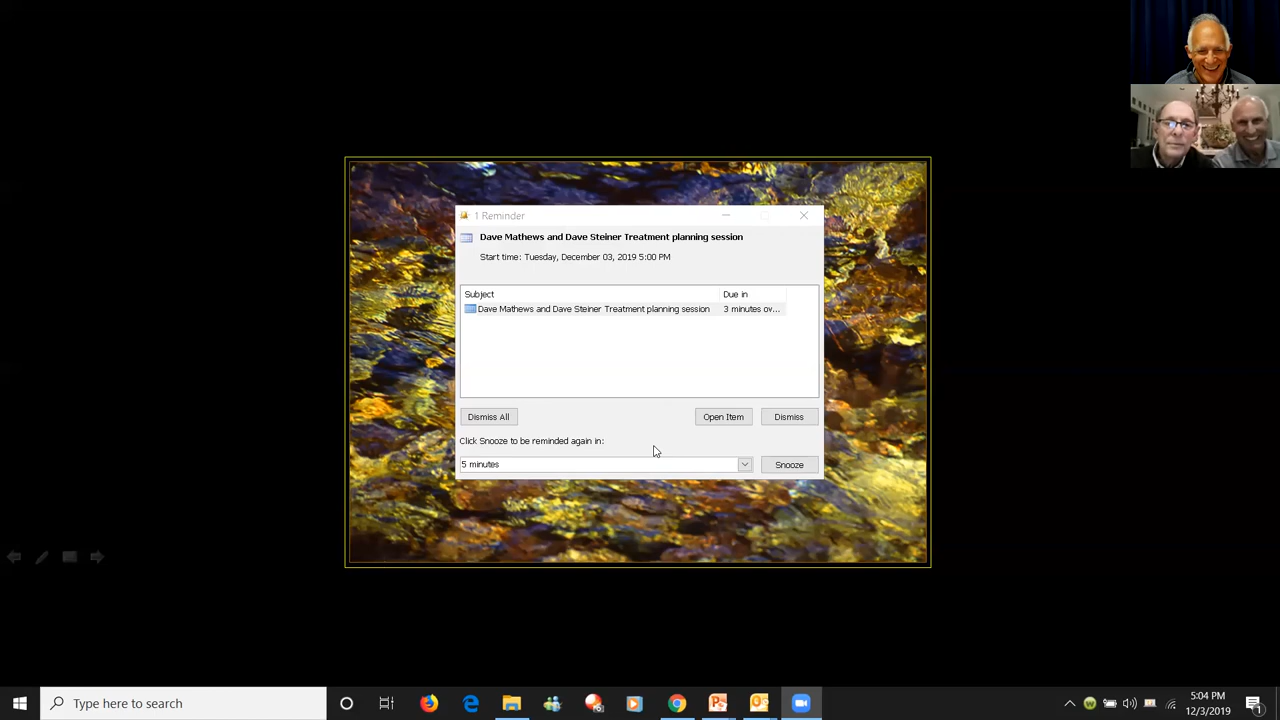 1 Reminder
Dave Mathews and Dave Steiner Treatment planning session
Start time: Tuesday, December 03, 2019 5:00 PM
Subject Due in
Dave Mathews and Dave Steiner Treatment planning session 3 minutes ov...
Dismiss All Open Item Dismiss
Click Snooze to be reminded again in:
5 minutes Snooze
Type here to search
5:04 PM
12/3/2019
1